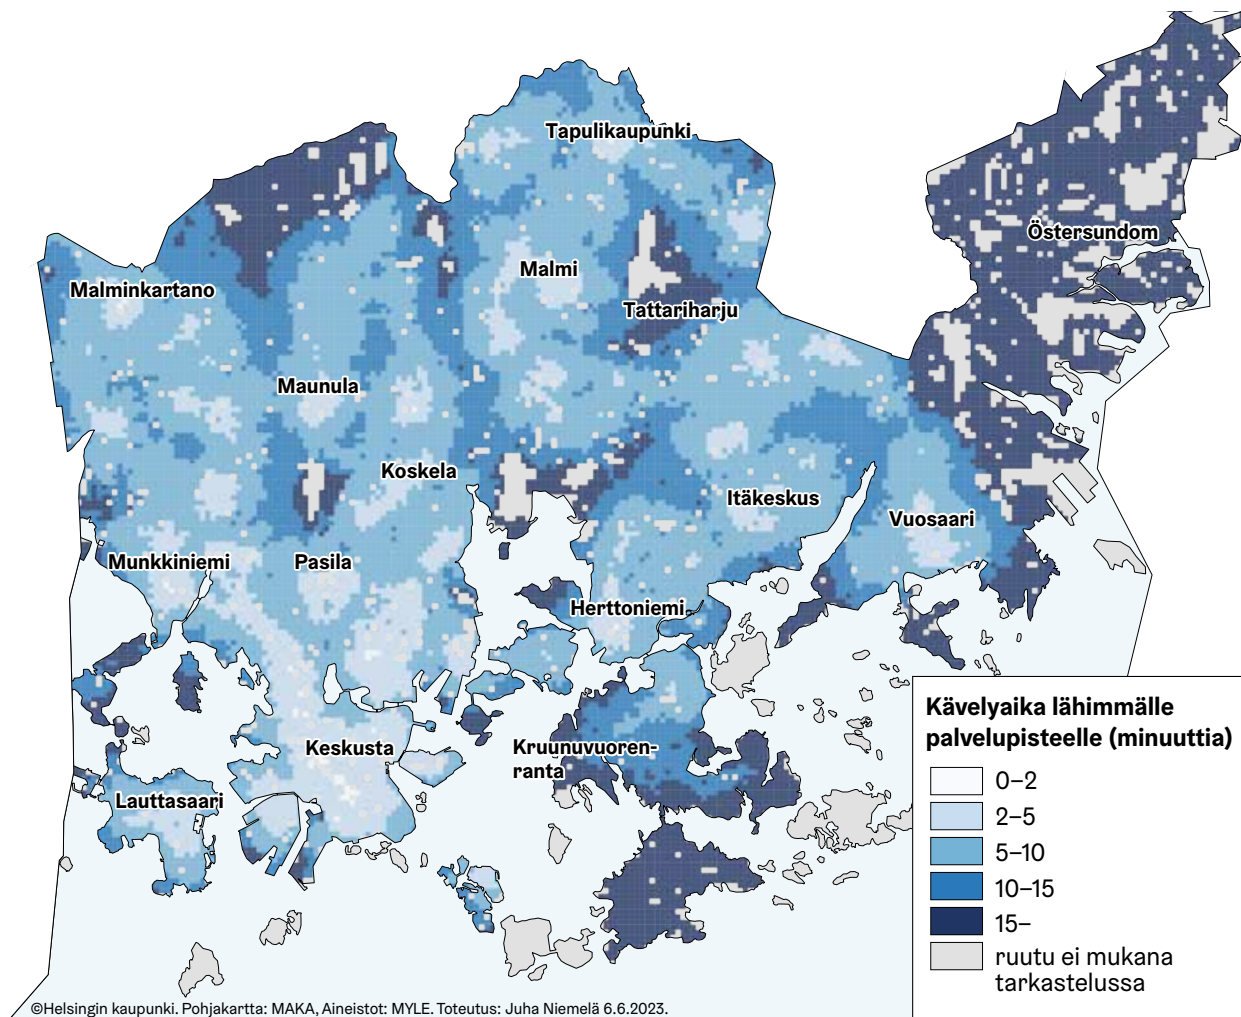 Tapulikaupunki
Östersundom
Malmi
Malminkartano
Tattariharju
Maunula
Koskela
Itäkeskus
Vuosaari
Munkkiniemi
Pasila
Herttoniemi
Keskusta
Kruunuvuoren-
ranta
Lauttasaari
Kävelyaika lähimmälle
palvelupisteelle (minuuttia)
0–2
2–5
5–10
10–15
15–
ruutu ei mukana
tarkastelussa
©Helsingin kaupunki. Pohjakartta: MAKA, Aineistot: MYLE. Toteutus: Juha Niemelä 6.6.2023.